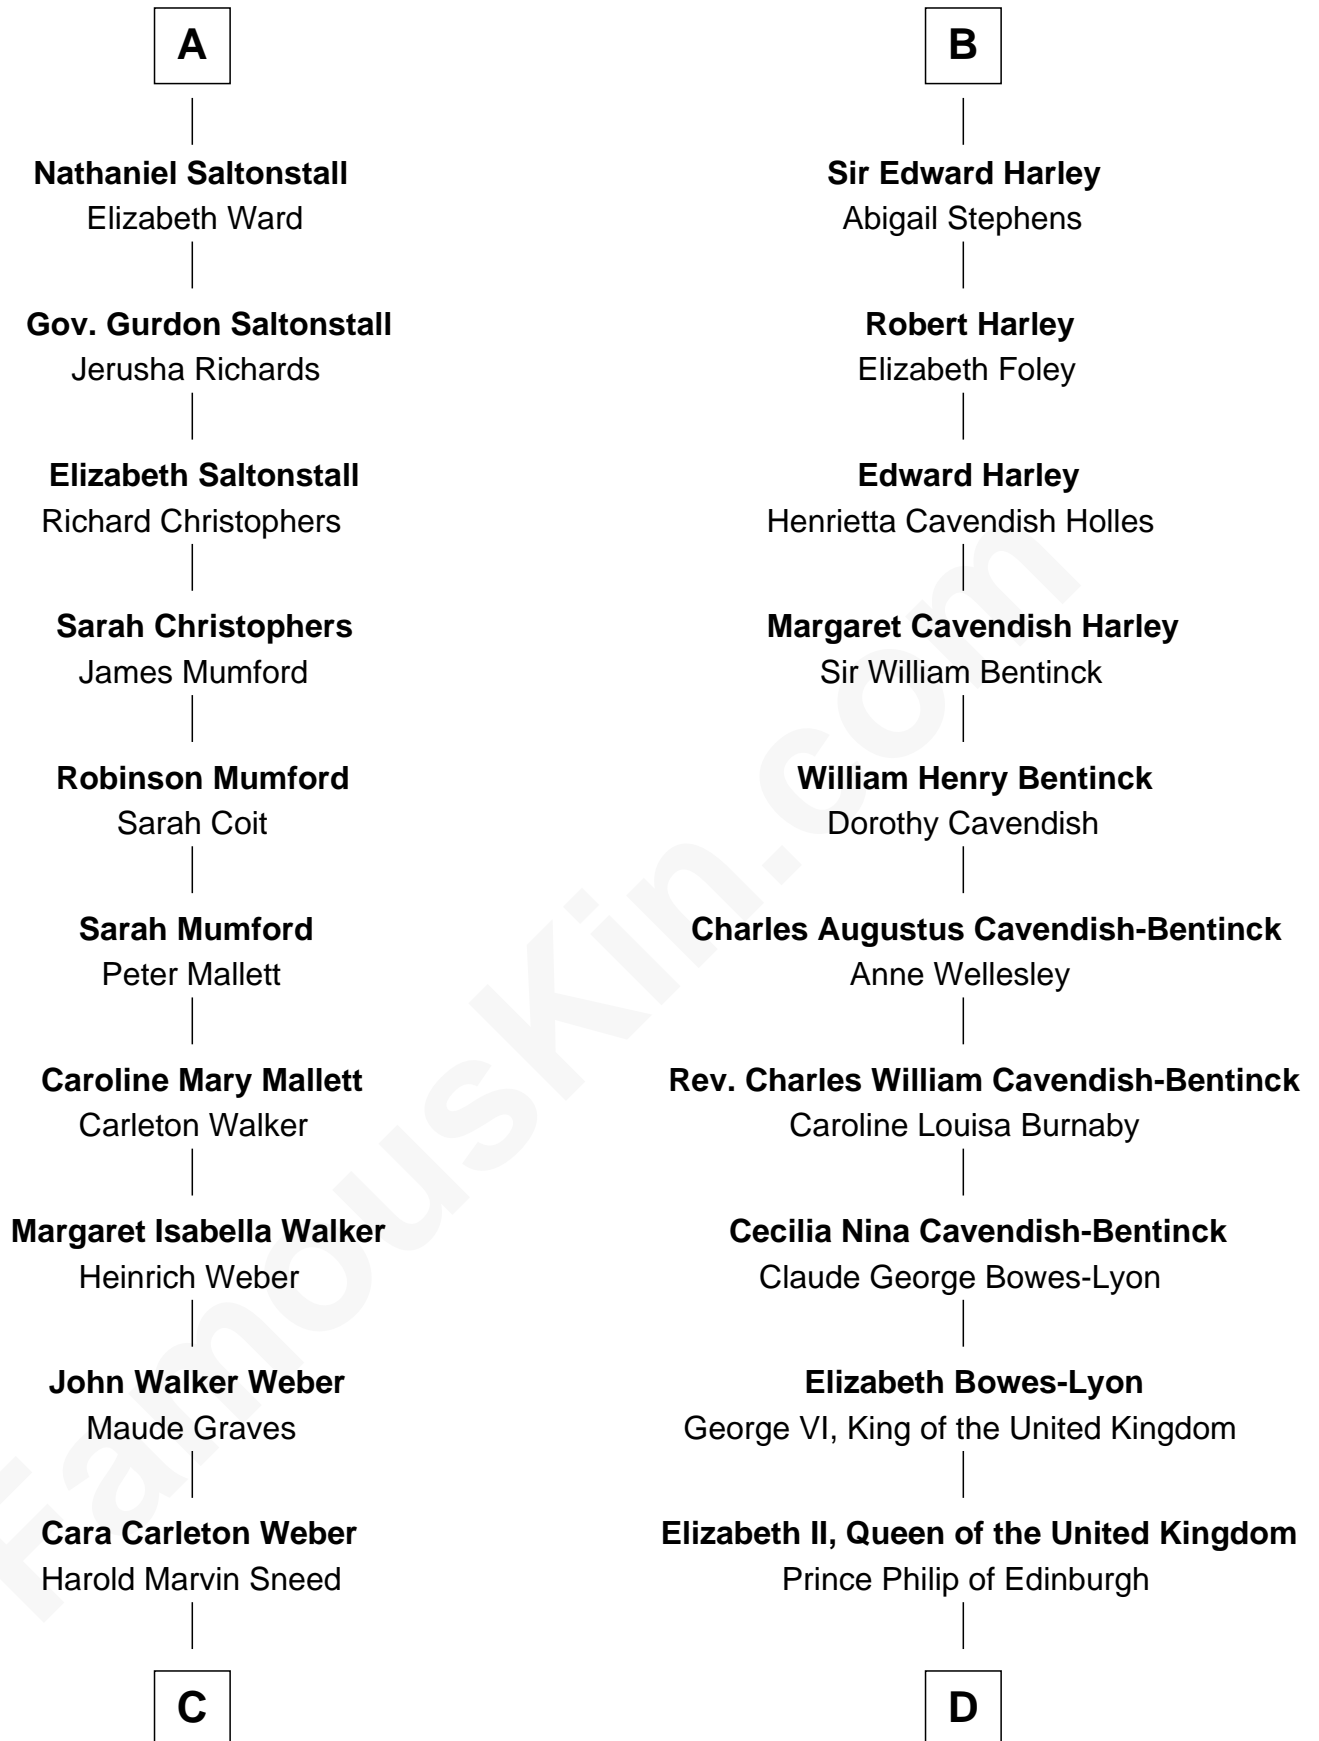 A
Nathaniel Saltonstall
Elizabeth Ward
Gov. Gurdon Saltonstall
Jerusha Richards
Elizabeth Saltonstall
Richard Christophers
Sarah Christophers
James Mumford
Robinson Mumford
Sarah Coit
Sarah Mumford
Peter Mallett
Caroline Mary Mallett
Carleton Walker
Margaret Isabella Walker
Heinrich Weber
John Walker Weber
Maude Graves
Cara Carleton Weber
Harold Marvin Sneed
C
B
Sir Edward Harley
Abigail Stephens
Robert Harley
Elizabeth Foley
Edward Harley
Henrietta Cavendish Holles
Margaret Cavendish Harley
Sir William Bentinck
William Henry Bentinck
Dorothy Cavendish
Charles Augustus Cavendish-Bentinck
Anne Wellesley
Rev. Charles William Cavendish-Bentinck
Caroline Louisa Burnaby
Cecilia Nina Cavendish-Bentinck
Claude George Bowes-Lyon
Elizabeth Bowes-Lyon
George VI, King of the United Kingdom
Elizabeth II, Queen of the United Kingdom
Prince Philip of Edinburgh
D
FamousKin.com